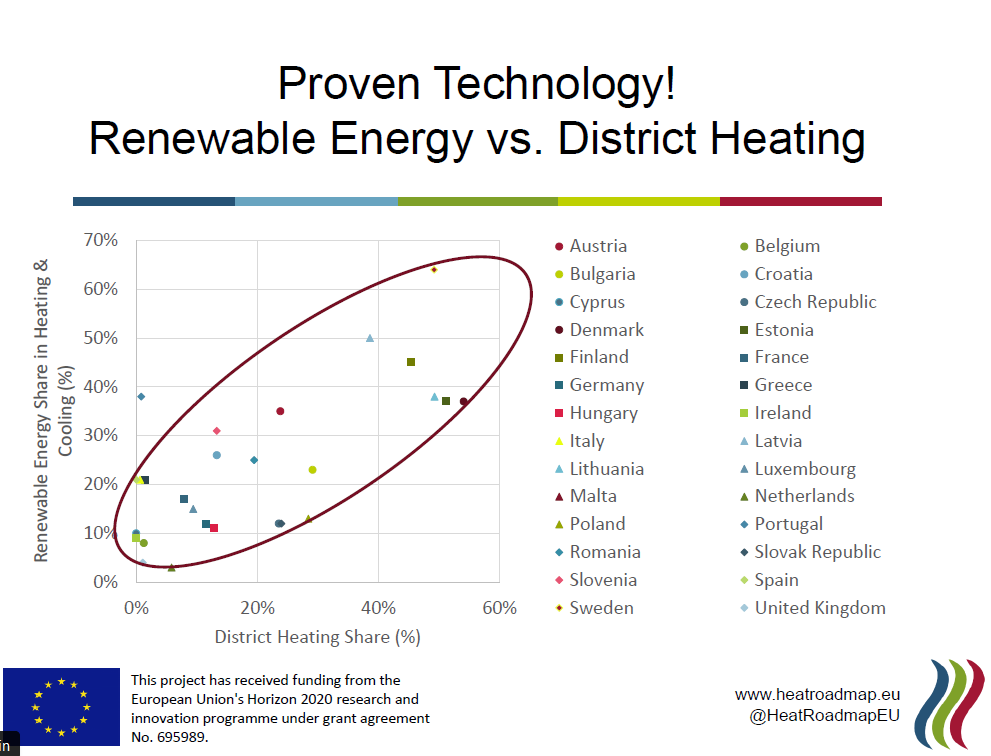 Proven Technology!
Renewable Energy vs. District Heating
Renewable Energy Share in Heating &
Cooling (%)
70%
60%
50%
40%
30%
20%
10%
0%
0%
20%
40%
60%
District Heating Share (%)
Austria
Belgium
Bulgaria
Croatia
Cyprus
Czech Republic
Denmark
Estonia
Finland
France
Germany
Greece
Hungary
Ireland
Italy
Latvia
Lithuania
Luxembourg
Malta
Netherlands
Poland
Portugal
Romania
Slovak Republic
Slovenia
Spain
Sweden
United Kingdom
This project has received funding from the
European Union's Horizon 2020 research and
innovation programme under grant agreement
No. 695989.
www.heatroadmap.eu
@HeatRoadmapEU
in